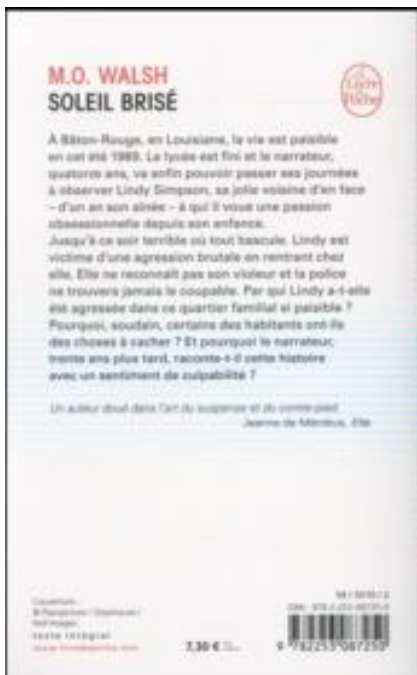 M.O. WALSH
SOLEIL BRISÉ
Le Livre de Poche
À Bâton-Rouge, en Louisiane, la vie est paisible
en cet été 1989. Le lycée est fini et le narrateur,
quatorze ans, va enfin pouvoir passer ses journées
à observer Lindy Simpson, sa jolie voisine d'en face
– d'un an son aînée – à qui il voue une passion
obsessionnelle depuis son enfance.
Jusqu'à ce soir terrible où tout bascule. Lindy est
victime d'une agression brutale en rentrant chez
elle. Elle ne reconnaît pas son violeur et la police
ne trouvera jamais le coupable. Par qui Lindy a-t-elle
été agressée dans ce quartier familial si paisible ?
Pourquoi, soudain, certains des habitants ont-ils
des choses à cacher ? Et pourquoi le narrateur,
trente ans plus tard, raconte-t-il cette histoire
avec un sentiment de culpabilité ?
Un auteur doué dans l'art du suspense et du contre-pied.
Jeanne de Ménibus, Elle
Couverture :
texte intégral
www.livredepoche.com
7,30 €
9 782253 087250